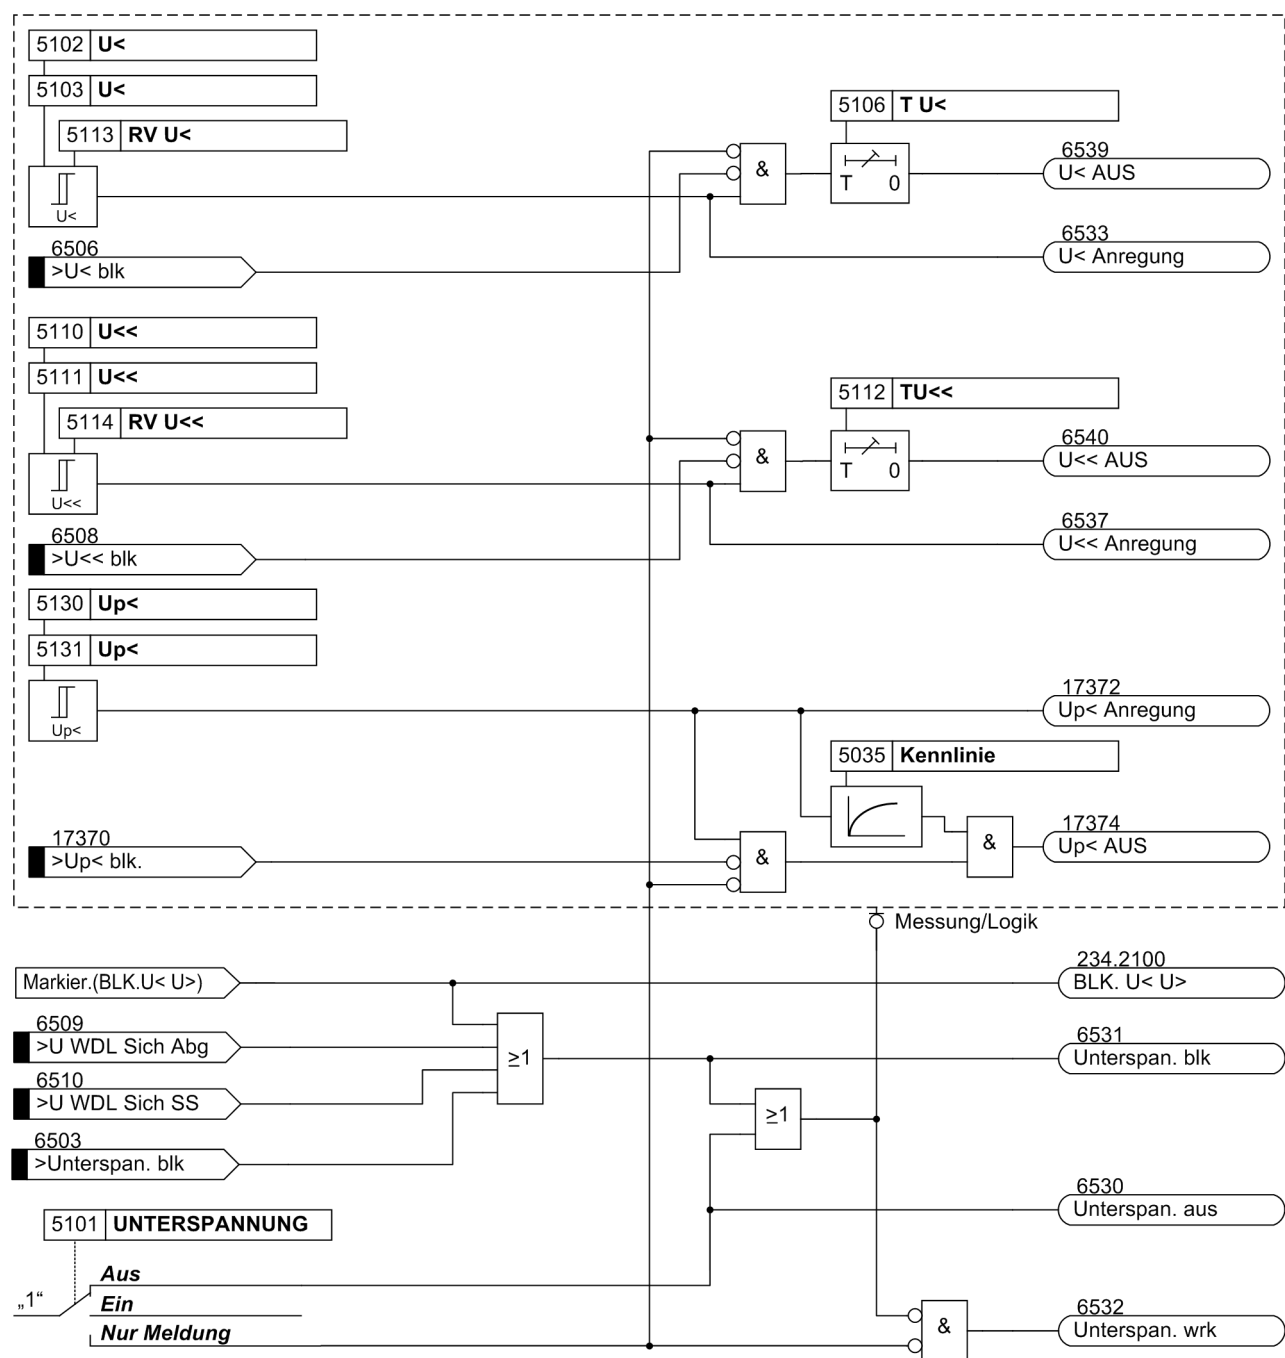 5102 U<
5103 U<
5113 RV U<
U<
6506
>U< blk
&
5106 T U<
T 0
6539
U< AUS
6533
U< Anregung
5110 U<<
5111 U<<
5114 RV U<<
U<<
6508
>U<< blk
&
5112 TU<<
T 0
6540
U<< AUS
6537
U<< Anregung
5130 Up<
5131 Up<
Up<
17372
Up< Anregung
5035 Kennlinie
17370
>Up< blk.
&
&
17374
Up< AUS
Messung/Logik
Markier.(BLK.U< U>)
234.2100
BLK. U< U>
6509
>U WDL Sich Abg
6510
>U WDL Sich SS
6503
>Unterspan. blk
≥1
6531
Unterspan. blk
≥1
6530
Unterspan. aus
5101 UNTERSPANNUNG
„1“
Aus
Ein
Nur Meldung
&
6532
Unterspan. wrk